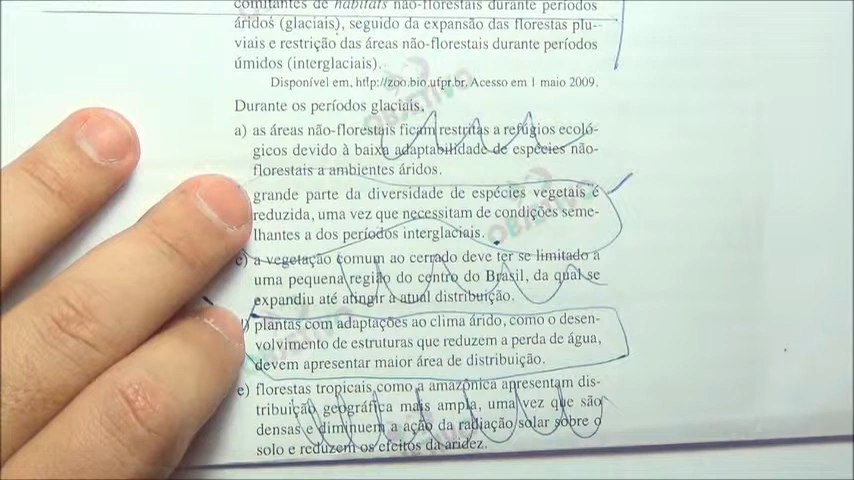 comitantes de habitats não-florestais durante períodos
áridos (glaciais), seguido da expansão das florestas plu-
viais e restrição das áreas não-florestais durante períodos
úmidos (interglaciais).
Disponível em, http://zoo.bio.ufpr.br. Acesso em 1 maio 2009.
Durante os períodos glaciais,
a) as áreas não-florestais ficam restritas a refúgios ecoló-
gicos devido à baixa adaptabilidade de espécies não-
florestais a ambientes áridos.
grande parte da diversidade de espécies vegetais é
reduzida, uma vez que necessitam de condições seme-
lhantes a dos períodos interglaciais.
c) a vegetação comum ao cerrado deve ter se limitado a
uma pequena região do centro do Brasil, da qual se
expandiu até atingir a atual distribuição.
plantas com adaptações ao clima árido, como o desen-
volvimento de estruturas que reduzem a perda de água,
devem apresentar maior área de distribuição.
e) florestas tropicais como a amazônica apresentam dis-
tribuição geográfica mais ampla, uma vez que são
densas e diminuem a ação da radiação solar sobre o
solo e reduzem os efeitos da aridez.